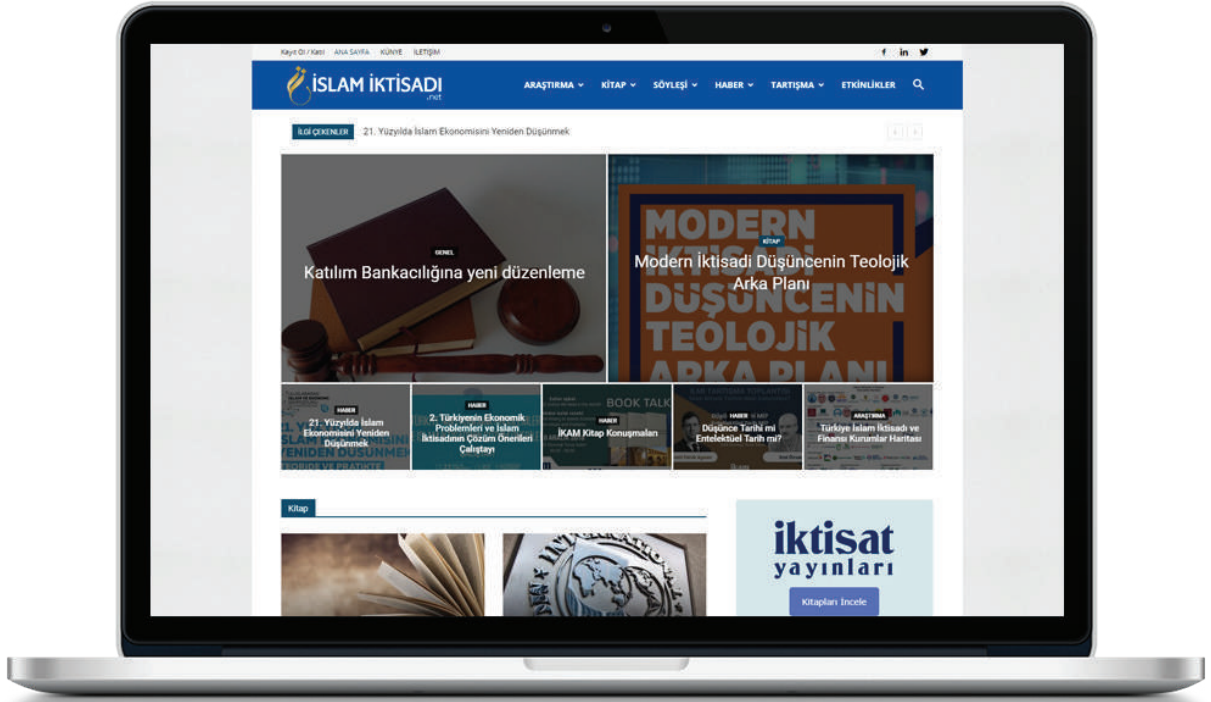 Kayıt Ol / Katıl ANA SAYFA KÜNYE İLETİŞİM
İSLAM İKTİSADI
.net
ARAŞTIRMA KİTAP SÖYLEŞİ HABER TARTIŞMA ETKİNLİKLER
İLGİ ÇEKENLER 21. Yüzyılda İslam Ekonomisini Yeniden Düşünmek
GENEL
Katılım Bankacılığına yeni düzenleme
MODERN
İKTİSADİ
DÜŞÜNCENİN
TEOLOJİK
ARKA PLANI
KİTAP
Modern İktisadi Düşüncenin Teolojik
Arka Planı
HABER
21. Yüzyılda İslam
Ekonomisini Yeniden
Düşünmek
HABER
2. Türkiyenin Ekonomik
Problemleri ve İslam
İktisadının Çözüm Önerileri
Çalıştayı
BOOK TALK
HABER
İKAM Kitap Konuşmaları
HABER
Düşünce Tarihi mi
Entelektüel Tarih mi?
ARAŞTIRMA
Türkiye İslam İktisadı ve
Finansı Kurumlar Haritası
Kitap
iktisat
yayınları
Kitapları İncele